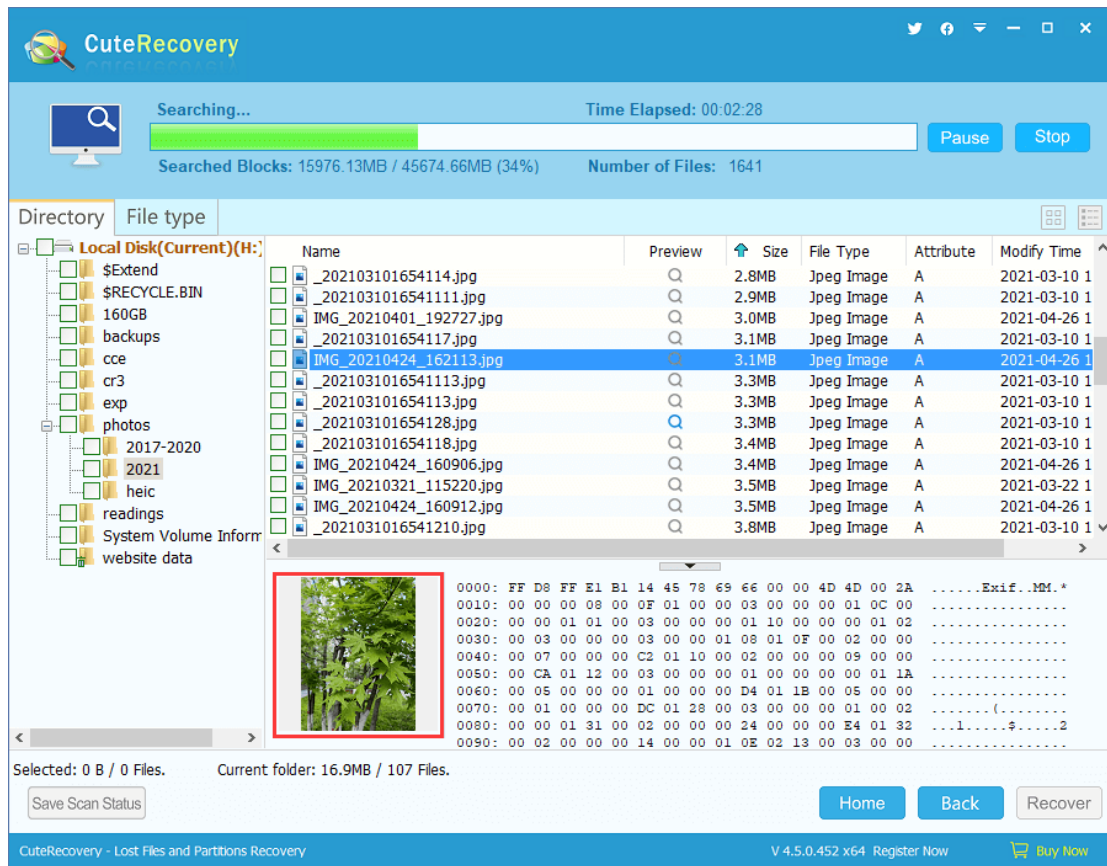 CuteRecovery
Searching...
Time Elapsed: 00:02:28
Pause
Stop
Searched Blocks: 15976.13MB / 45674.66MB (34%)
Number of Files: 1641
Directory
File type
Local Disk(Current)(H:)
$Extend
$RECYCLE.BIN
160GB
backups
cce
cr3
exp
photos
2017-2020
2021
heic
readings
System Volume Inform
website data
Name Preview Size File Type Attribute Modify Time
_202103101654114.jpg 2.8MB Jpeg Image A 2021-03-10 1
_202103101654111.jpg 2.9MB Jpeg Image A 2021-03-10 1
IMG_20210401_192727.jpg 3.0MB Jpeg Image A 2021-04-26 1
_202103101654117.jpg 3.1MB Jpeg Image A 2021-03-10 1
IMG_20210424_162113.jpg 3.1MB Jpeg Image A 2021-04-26 1
_2021031016541113.jpg 3.3MB Jpeg Image A 2021-03-10 1
_202103101654113.jpg 3.3MB Jpeg Image A 2021-03-10 1
_202103101654128.jpg 3.3MB Jpeg Image A 2021-03-10 1
_202103101654118.jpg 3.4MB Jpeg Image A 2021-03-10 1
IMG_20210424_160906.jpg 3.4MB Jpeg Image A 2021-04-26 1
IMG_20210321_115220.jpg 3.5MB Jpeg Image A 2021-03-22 1
IMG_20210424_160912.jpg 3.5MB Jpeg Image A 2021-04-26 1
_2021031016541210.jpg 3.8MB Jpeg Image A 2021-03-10 1
0000: FF D8 FF E1 B1 14 45 78 69 66 00 00 4D 4D 00 2A ......Exif..MM.*
0010: 00 00 00 08 00 0F 01 00 00 03 00 00 00 01 0C 00 ................
0020: 00 00 01 01 00 03 00 00 00 01 10 00 00 00 01 02 ................
0030: 00 03 00 00 00 03 00 00 01 08 01 0F 00 02 00 00 ................
0040: 00 07 00 00 00 C2 01 10 00 02 00 00 00 09 00 00 ................
0050: 00 CA 01 12 00 03 00 00 00 01 00 00 00 00 01 1A ................
0060: 00 05 00 00 00 01 00 00 00 D4 01 1B 00 05 00 00 ................
0070: 00 01 00 00 00 DC 01 28 00 03 00 00 00 01 00 02 .......(........
0080: 00 00 01 31 00 02 00 00 00 24 00 00 00 E4 01 32 ...1.....$.....2
0090: 00 02 00 00 00 14 00 00 01 0E 02 13 00 03 00 00 ................
Selected: 0 B / 0 Files.
Current folder: 16.9MB / 107 Files.
Save Scan Status
Home
Back
Recover
CuteRecovery - Lost Files and Partitions Recovery
V 4.5.0.452 x64 Register Now
Buy Now